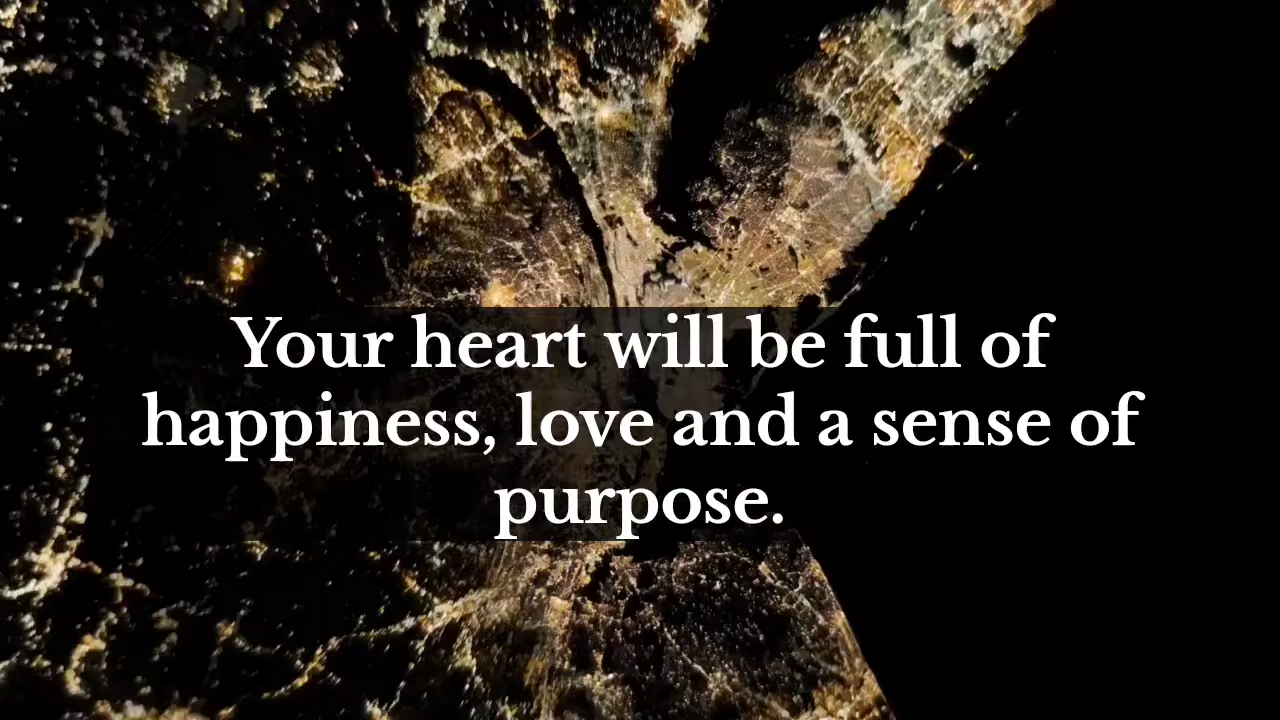 Your heart will be full of
happiness, love and a sense of
purpose.